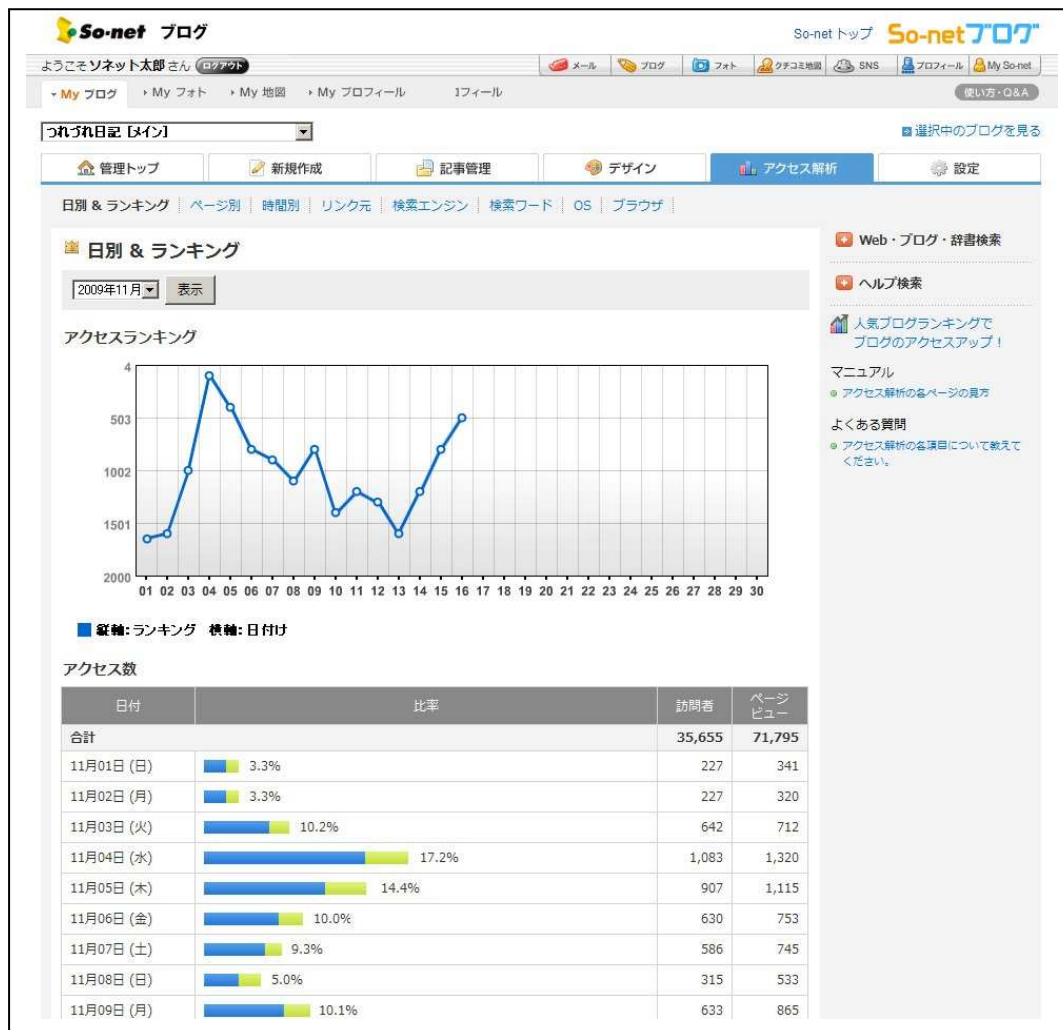 So-net ブログ
So-net トップ So-netブログ
ようこそソネット太郎さん ログアウト メール ブログ フォト クチコミ地図 SNS プロフィール My So-net
My ブログ My フォト My 地図 My プロフィール Iフィール 使い方・Q&A
つれづれ日記 [メイン] 選択中のブログを見る
管理トップ 新規作成 記事管理 デザイン アクセス解析 設定
日別 & ランキング ページ別 時間別 リンク元 検索エンジン 検索ワード OS ブラウザ
日別 & ランキング
2009年11月 表示
Web・ブログ・辞書検索
ヘルプ検索
人気ブログランキングで
ブログのアクセスアップ！
マニュアル
アクセス解析の各ページの見方
よくある質問
アクセス解析の各項目について教えて
ください。
アクセスランキング
4
503
1002
1501
2000
01 02 03 04 05 06 07 08 09 10 11 12 13 14 15 16 17 18 19 20 21 22 23 24 25 26 27 28 29 30
縦軸:ランキング 横軸:日付け
アクセス数
日付 比率 訪問者 ページ
ビュー
合計 35,655 71,795
11月01日 (日) 3.3% 227 341
11月02日 (月) 3.3% 227 320
11月03日 (火) 10.2% 642 712
11月04日 (水) 17.2% 1,083 1,320
11月05日 (木) 14.4% 907 1,115
11月06日 (金) 10.0% 630 753
11月07日 (土) 9.3% 586 745
11月08日 (日) 5.0% 315 533
11月09日 (月) 10.1% 633 865